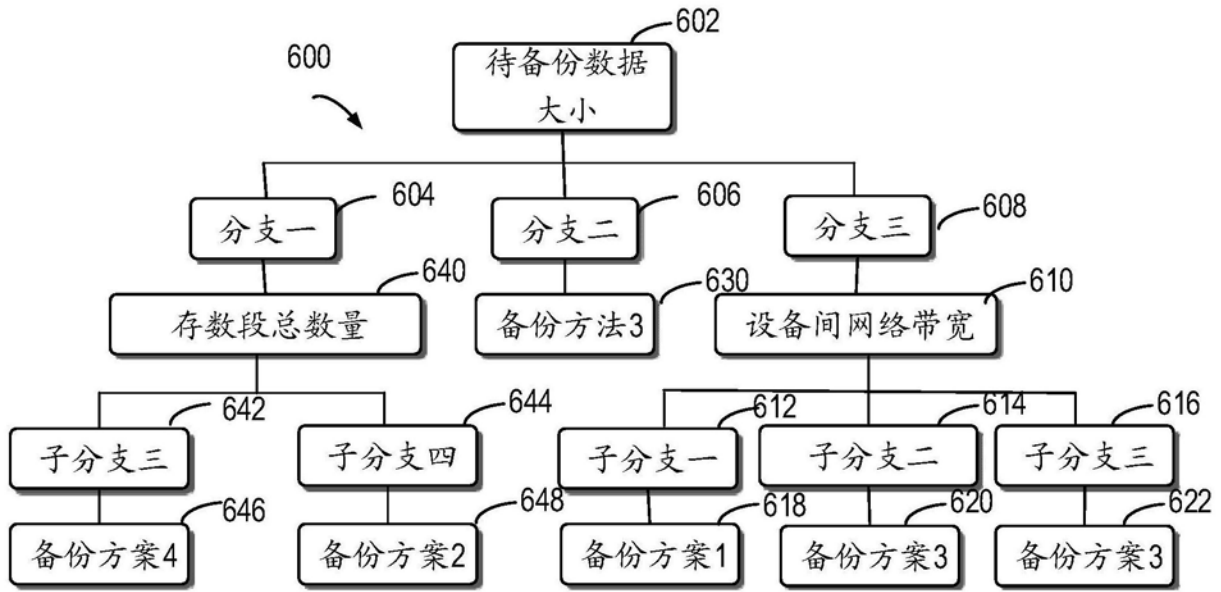 602
600
待备份数据
大小
604
606
608
分支一
分支二
分支三
640
630
610
存数段总数量
备份方法3
设备间网络带宽
642
644
612
614
616
子分支三
子分支四
子分支一
子分支二
子分支三
646
648
618
620
622
备份方案4
备份方案2
备份方案1
备份方案3
备份方案3